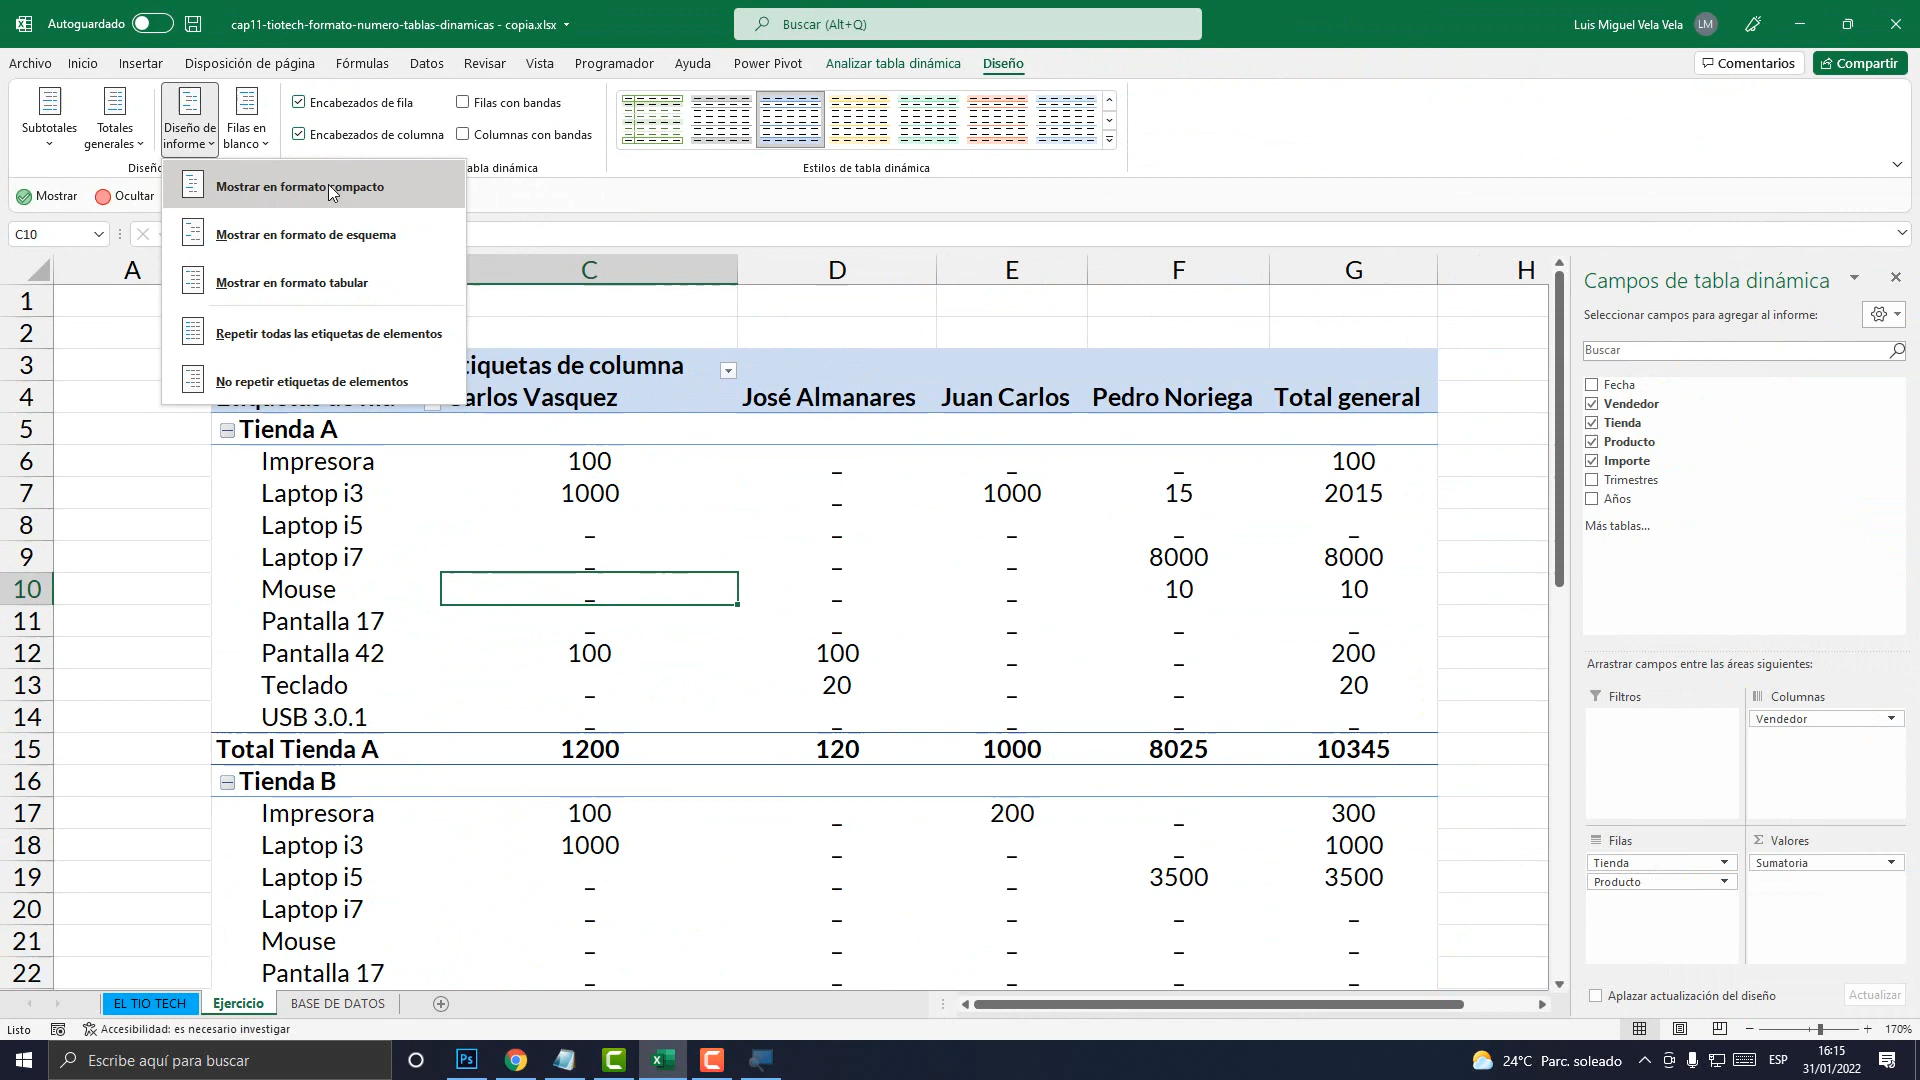 Autoguardado
cap11-tiotech-formato-numero-tablas-dinamicas - copia.xlsx
Buscar (Alt+Q)
Luis Miguel Vela Vela
LM
Archivo Inicio Insertar Disposición de página Fórmulas Datos Revisar Vista Programador Ayuda Power Pivot Analizar tabla dinámica Diseño
Comentarios Compartir
Subtotales
Totales generales
Diseño de informe
Filas en blanco
Encabezados de fila
Filas con bandas
Encabezados de columna
Columnas con bandas
tabla dinámica
Estilos de tabla dinámica
Mostrar Ocultar
Mostrar en formato compacto
Mostrar en formato de esquema
Mostrar en formato tabular
Repetir todas las etiquetas de elementos
No repetir etiquetas de elementos
C10
A C D E F G H
1
2
3 tiquetas de columna
4 Carlos Vasquez José Almanares Juan Carlos Pedro Noriega Total general
5 Tienda A
6 Impresora 100 _ _ _ 100
7 Laptop i3 1000 _ 1000 15 2015
8 Laptop i5 _ _ _ _ _
9 Laptop i7 _ _ _ 8000 8000
10 Mouse _ _ _ 10 10
11 Pantalla 17 _ _ _ _ _
12 Pantalla 42 100 100 _ _ 200
13 Teclado _ 20 _ _ 20
14 USB 3.0.1 _ _ _ _ _
15 Total Tienda A 1200 120 1000 8025 10345
16 Tienda B
17 Impresora 100 _ 200 _ 300
18 Laptop i3 1000 _ _ _ 1000
19 Laptop i5 _ _ _ 3500 3500
20 Laptop i7 _ _ _ _ _
21 Mouse _ _ _ _ _
22 Pantalla 17 _ _ _ _ _
Campos de tabla dinámica
Seleccionar campos para agregar al informe:
Buscar
Fecha
Vendedor
Tienda
Producto
Importe
Trimestres
Años
Más tablas...
Arrastrar campos entre las áreas siguientes:
Filtros
Columnas
Vendedor
Filas
Valores
Tienda
Sumatoria
Producto
Aplazar actualización del diseño
Actualizar
EL TIO TECH Ejercicio BASE DE DATOS
Listo
Accesibilidad: es necesario investigar
170%
Escribe aquí para buscar
Ps
24°C Parc. soleado
ESP
16:15
31/01/2022